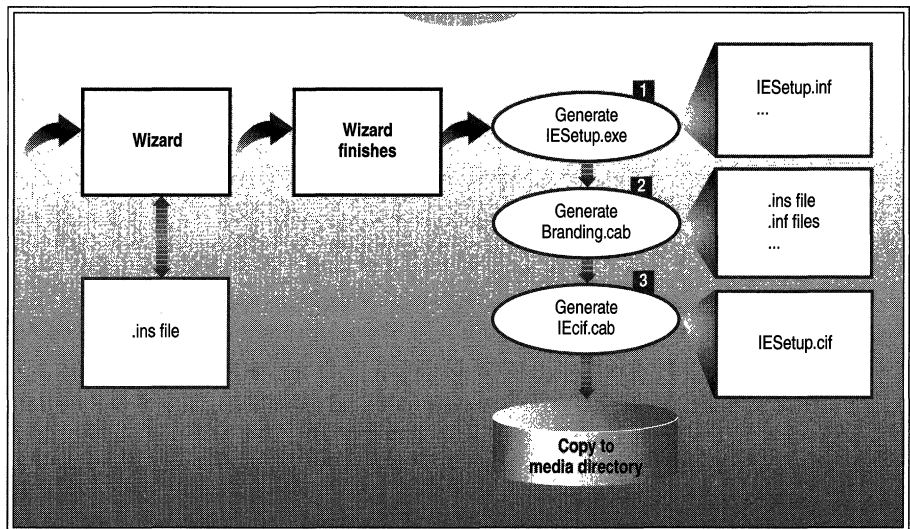 Wizard
.ins file
Wizard
finishes
1
Generate
IESetup.exe
IESetup.inf
...
2
Generate
Branding.cab
.ins file
.inf files
...
3
Generate
IEcif.cab
IESetup.cif
Copy to
media directory